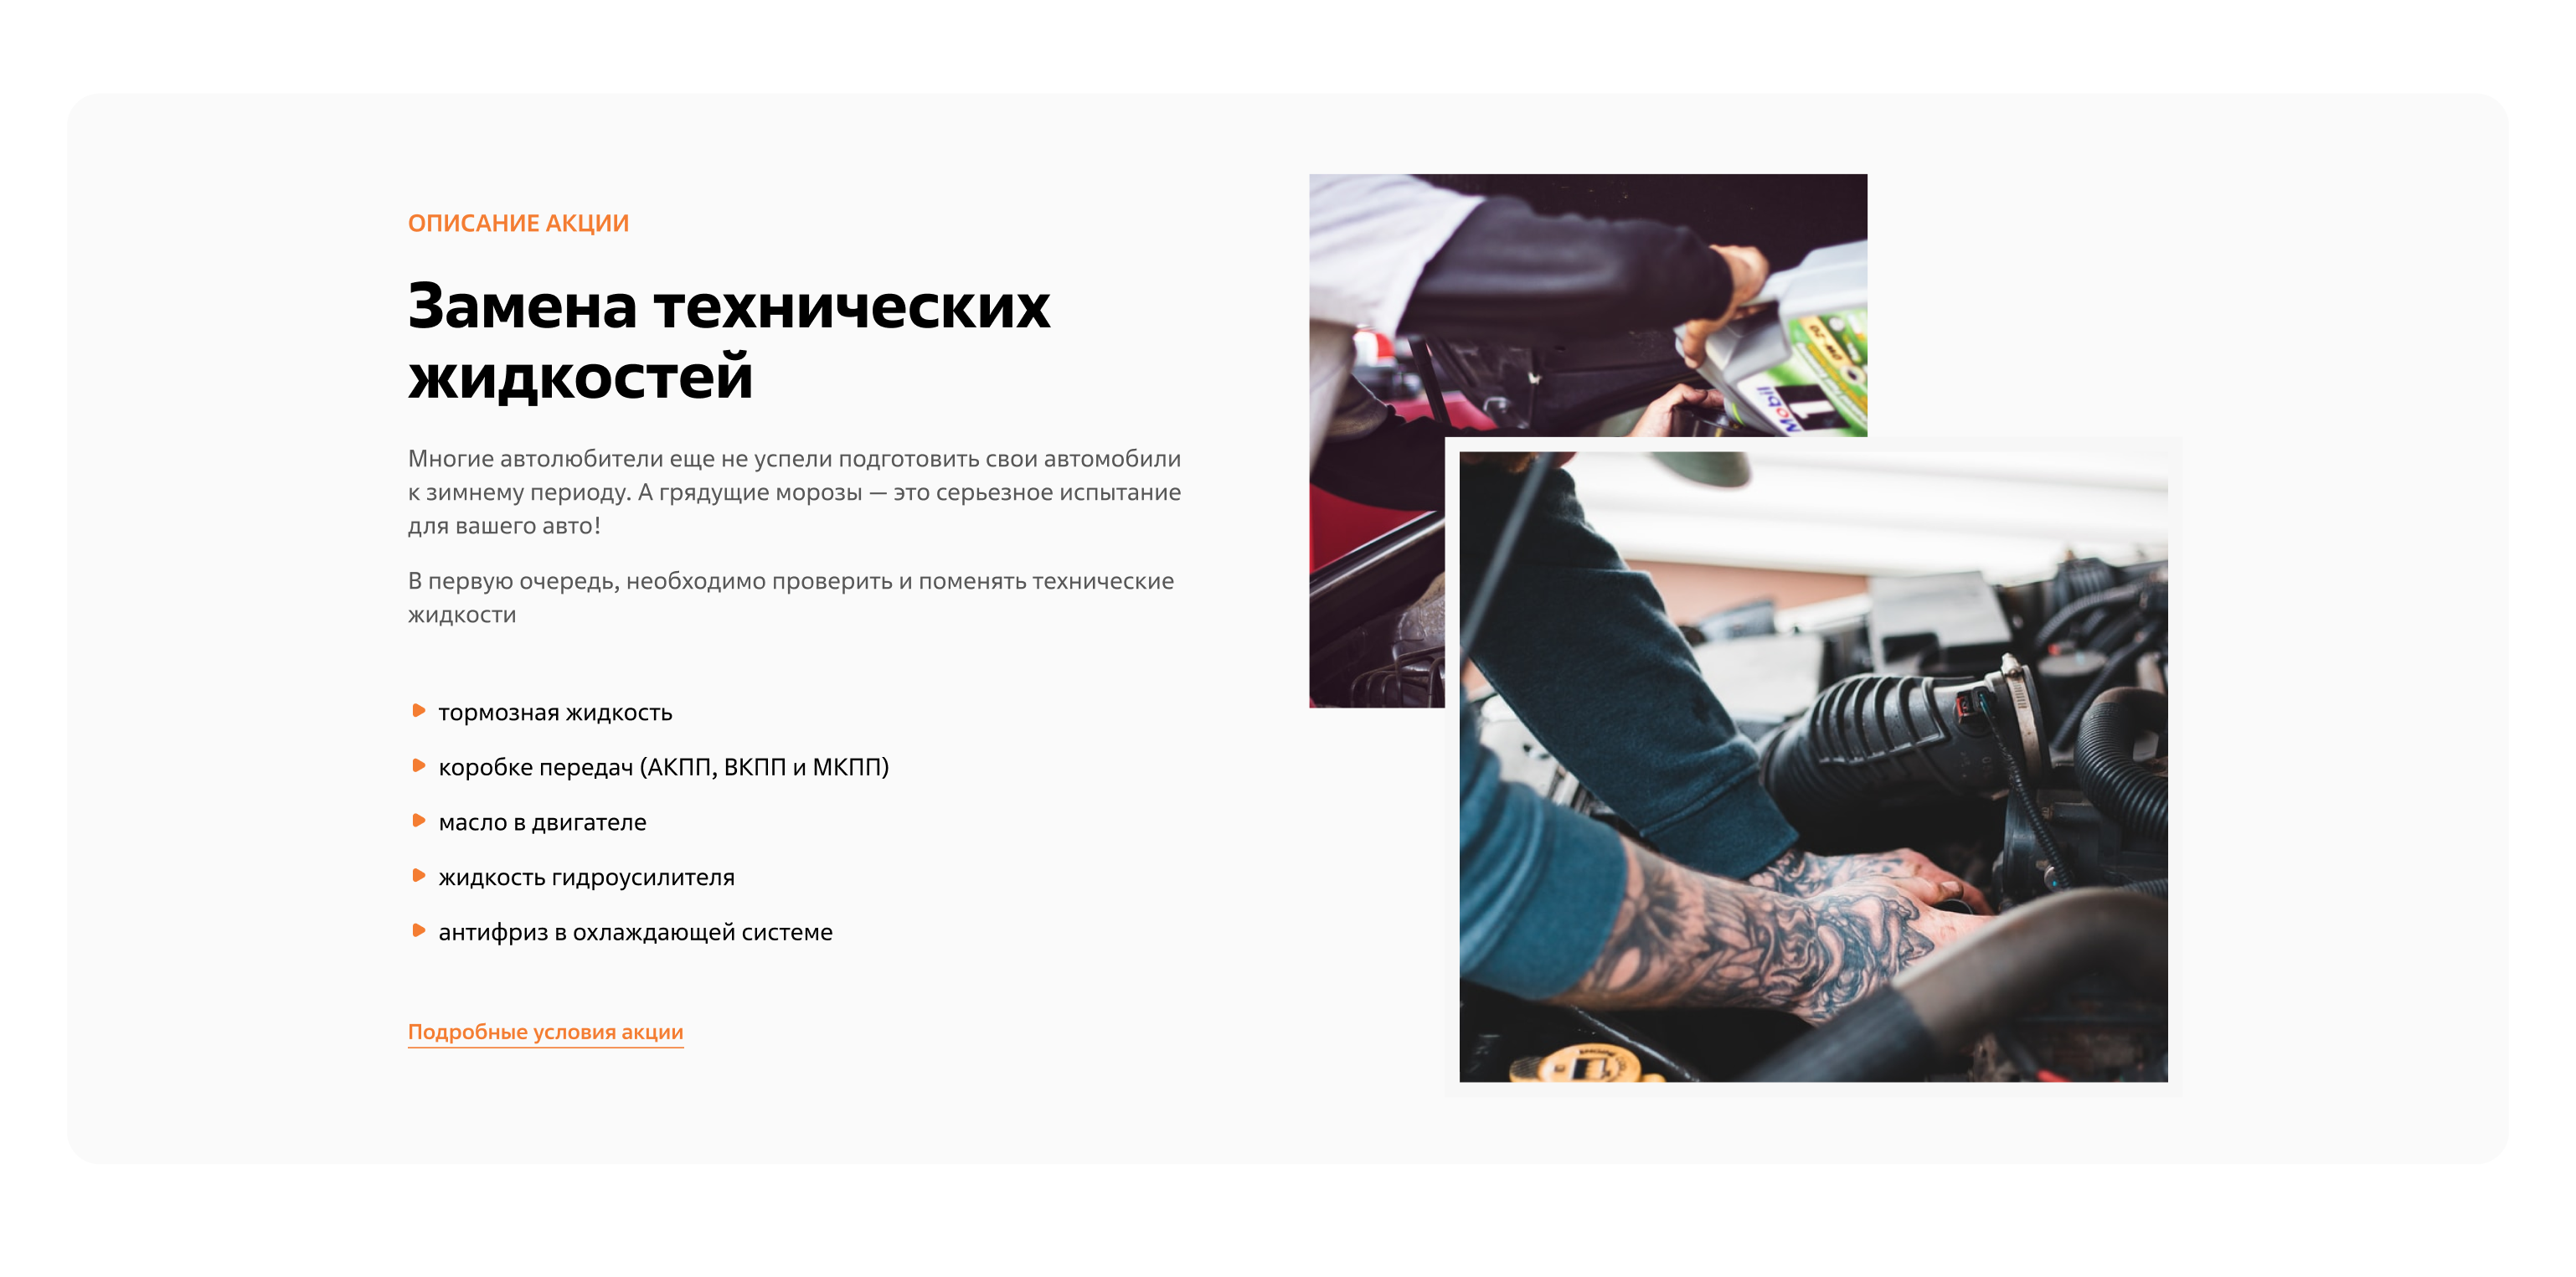 ОПИСАНИЕ АКЦИИ
Замена технических
жидкостей
Многие автолюбители еще не успели подготовить свои автомобили
к зимнему периоду. А грядущие морозы — это серьезное испытание
для вашего авто!
В первую очередь, необходимо проверить и поменять технические
жидкости
тормозная жидкость
коробке передач (АКПП, ВКПП и МКПП)
масло в двигателе
жидкость гидроусилителя
антифриз в охлаждающей системе
Подробные условия акции
0W-20
Mobil 1